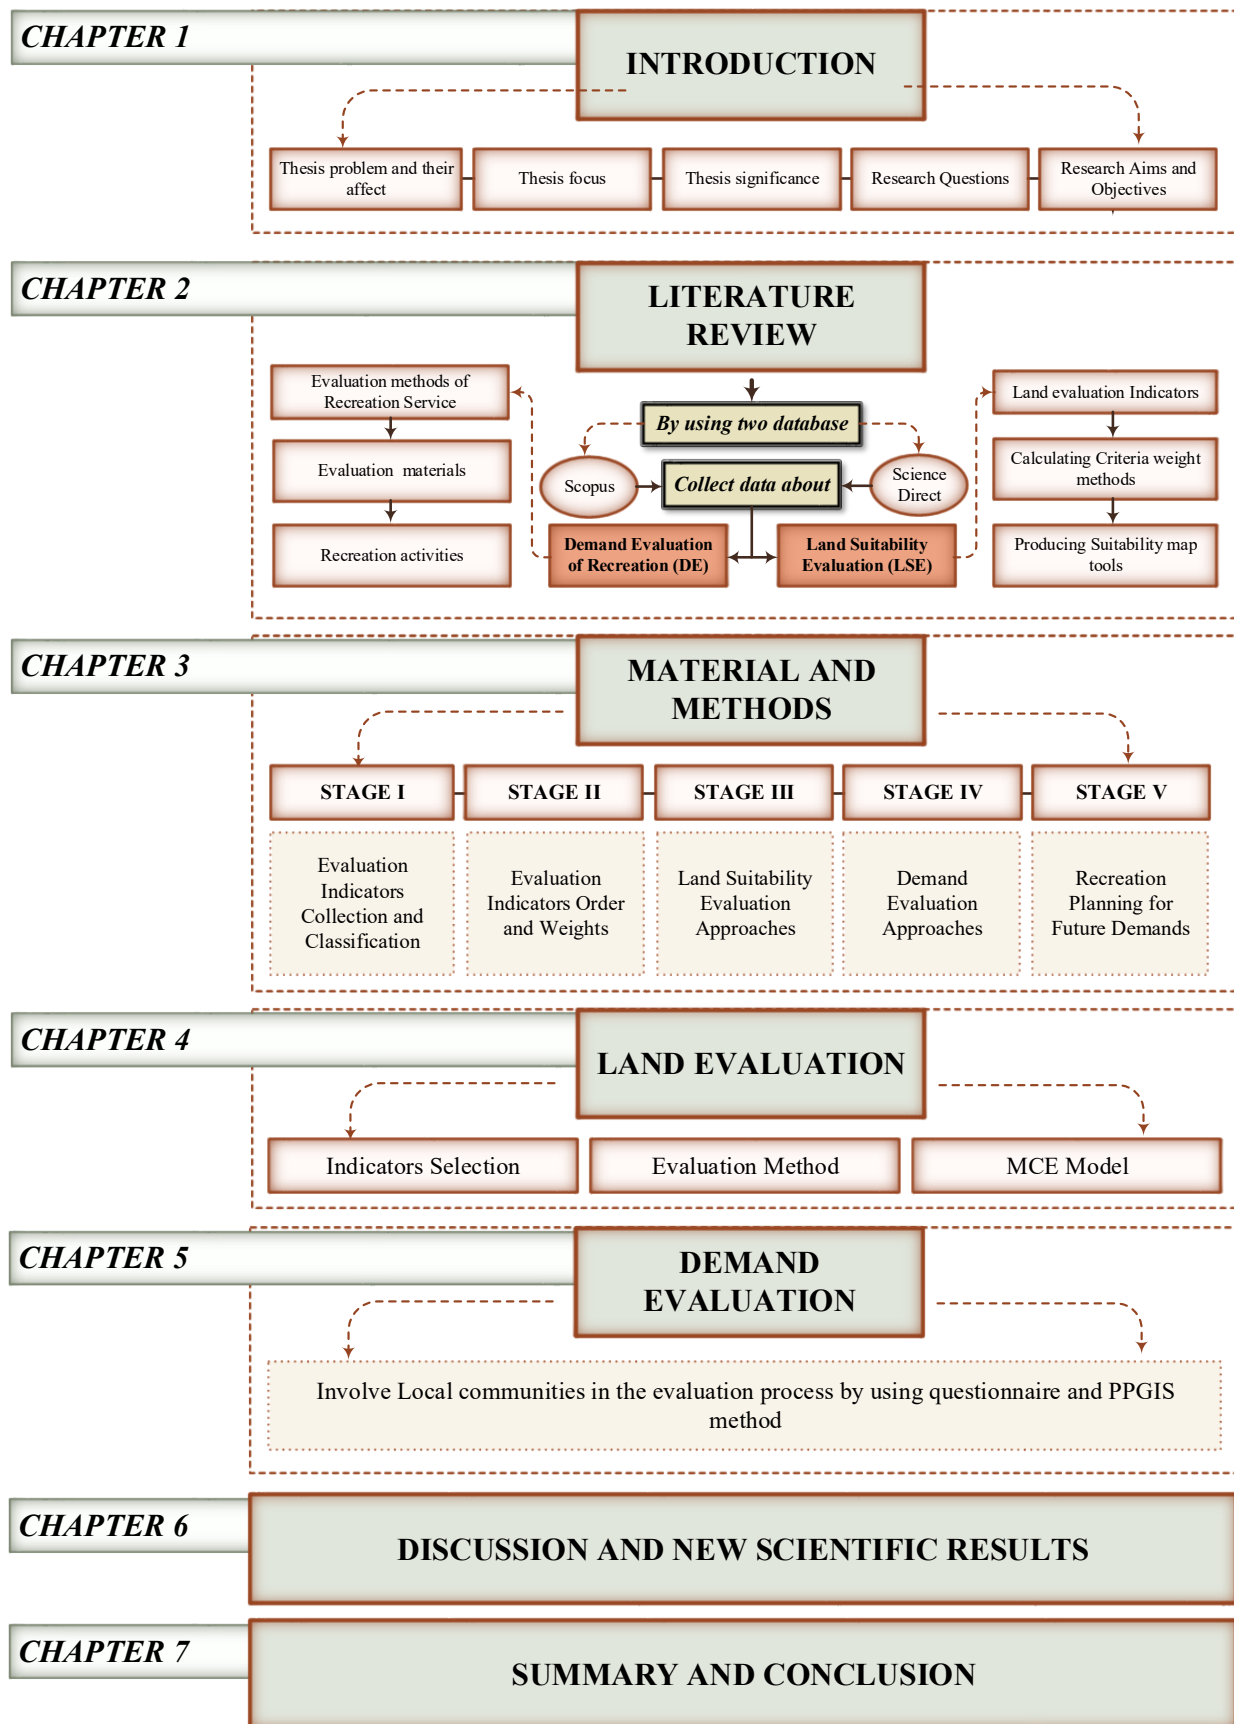 CHAPTER 1
INTRODUCTION
Thesis problem and their
affect
Thesis focus
Thesis significance
Research Questions
Research Aims and
Objectives
CHAPTER 2
LITERATURE
REVIEW
Evaluation methods of
Recreation Service
Evaluation materials
Recreation activities
By using two database
Scopus
Science
Direct
Collect data about
Demand Evaluation
of Recreation (DE)
Land Suitability
Evaluation (LSE)
Land evaluation Indicators
Calculating Criteria weight
methods
Producing Suitability map
tools
CHAPTER 3
MATERIAL AND
METHODS
STAGE I
STAGE II
STAGE III
STAGE IV
STAGE V
Evaluation
Indicators
Collection and
Classification
Evaluation
Indicators Order
and Weights
Land Suitability
Evaluation
Approaches
Demand
Evaluation
Approaches
Recreation
Planning for
Future Demands
CHAPTER 4
LAND EVALUATION
Indicators Selection
Evaluation Method
MCE Model
CHAPTER 5
DEMAND
EVALUATION
Involve Local communities in the evaluation process by using questionnaire and PPGIS
method
CHAPTER 6
DISCUSSION AND NEW SCIENTIFIC RESULTS
CHAPTER 7
SUMMARY AND CONCLUSION